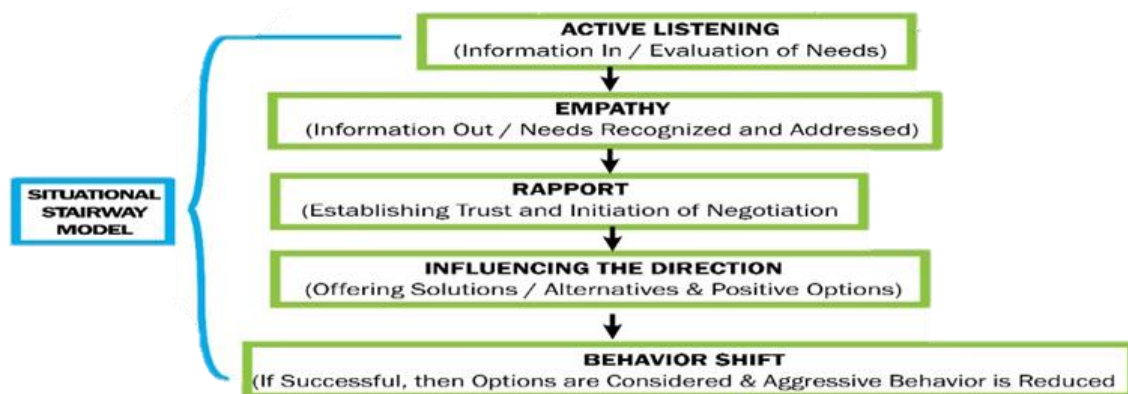 ACTIVE LISTENING
(Information In / Evaluation of Needs)
EMPATHY
(Information Out / Needs Recognized and Addressed)
RAPPORT
(Establishing Trust and Initiation of Negotiation
SITUATIONAL
STAIRWAY
MODEL
INFLUENCING THE DIRECTION
(Offering Solutions / Alternatives & Positive Options)
BEHAVIOR SHIFT
(If Successful, then Options are Considered & Aggressive Behavior is Reduced